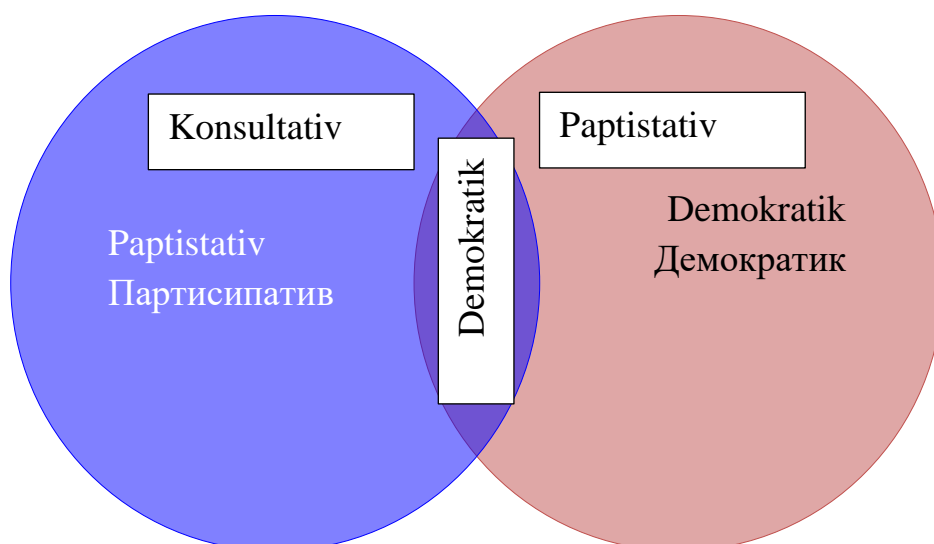 Konsultativ
Paptistativ
Партисипатив
Demokratik
Paptistativ
Demokratik
Демократик